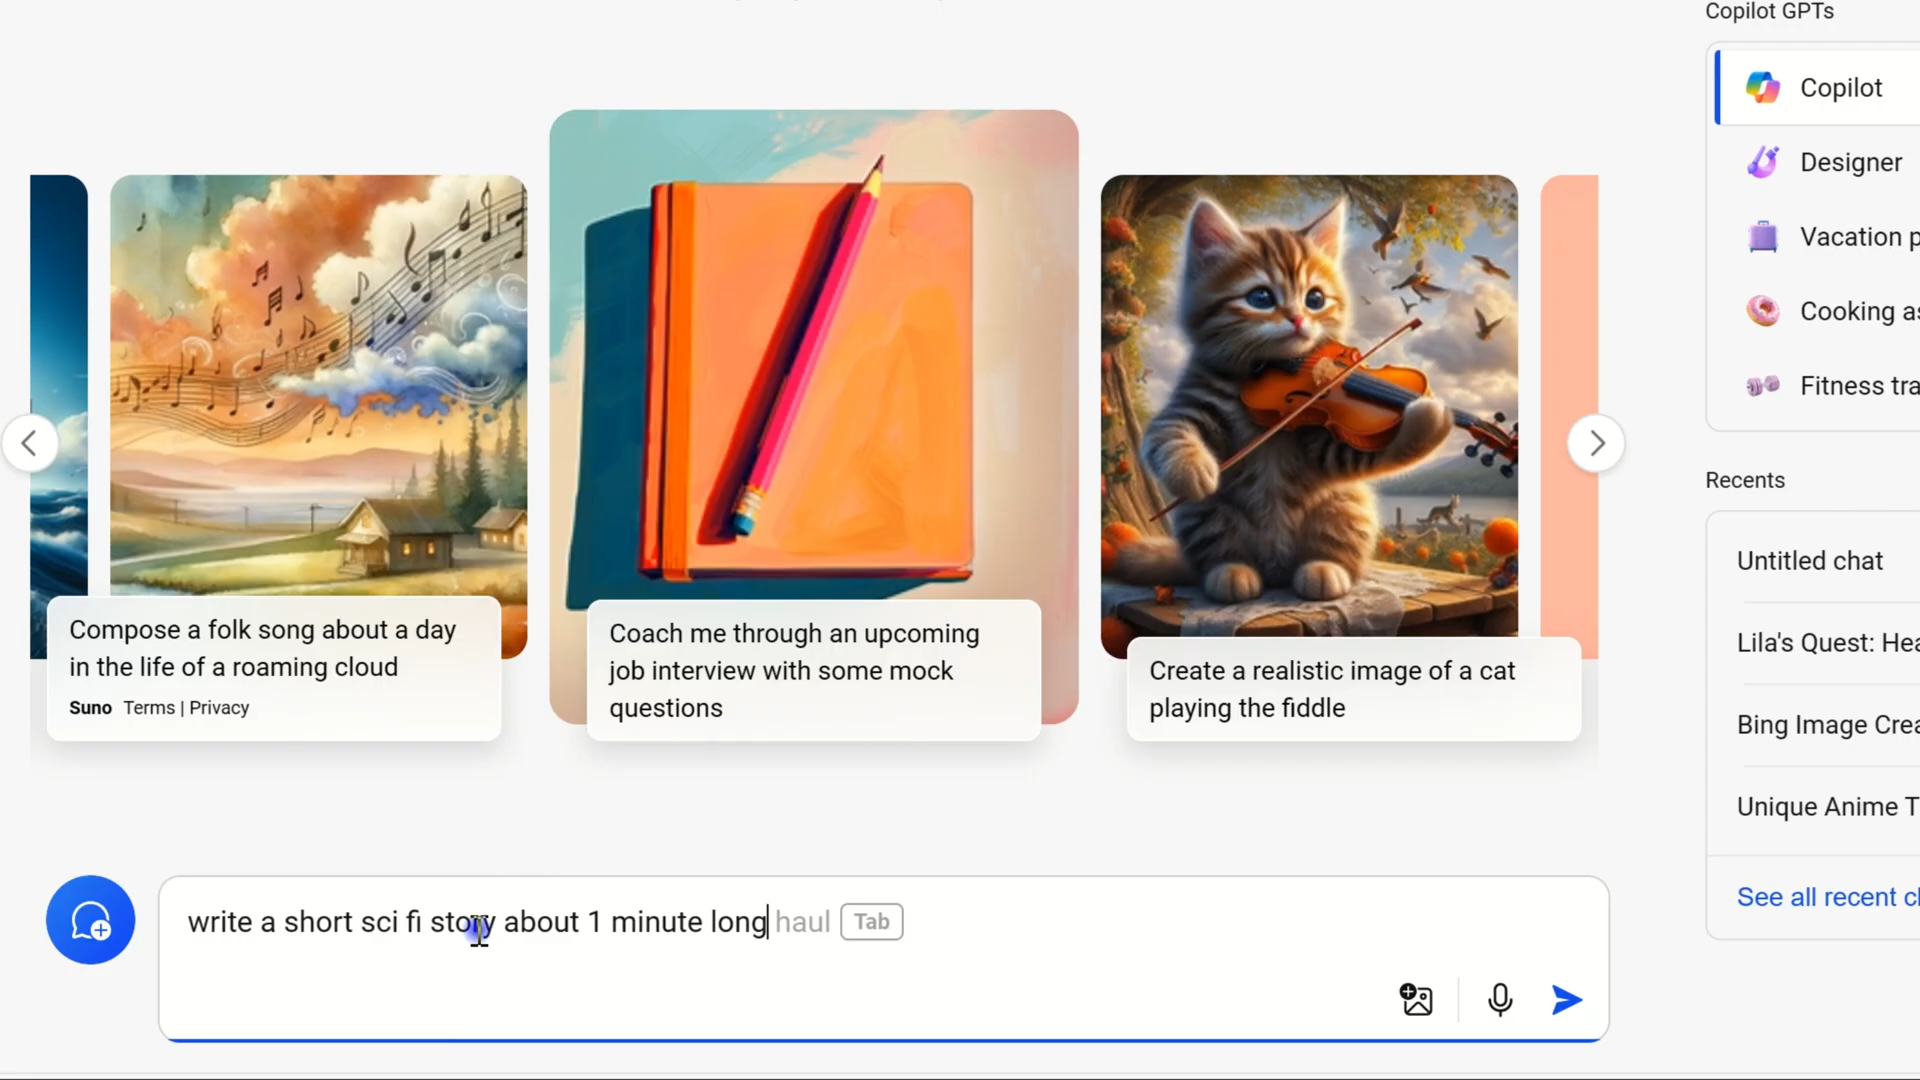 Copilot GPTs
Copilot
Designer
Vacation p
Cooking as
Fitness tra
Compose a folk song about a day
in the life of a roaming cloud
Suno Terms | Privacy
Coach me through an upcoming
job interview with some mock
questions
Create a realistic image of a cat
playing the fiddle
Recents
Untitled chat
Lila's Quest: Hea
Bing Image Crea
Unique Anime T
See all recent c
write a short sci fi story about 1 minute long haul Tab